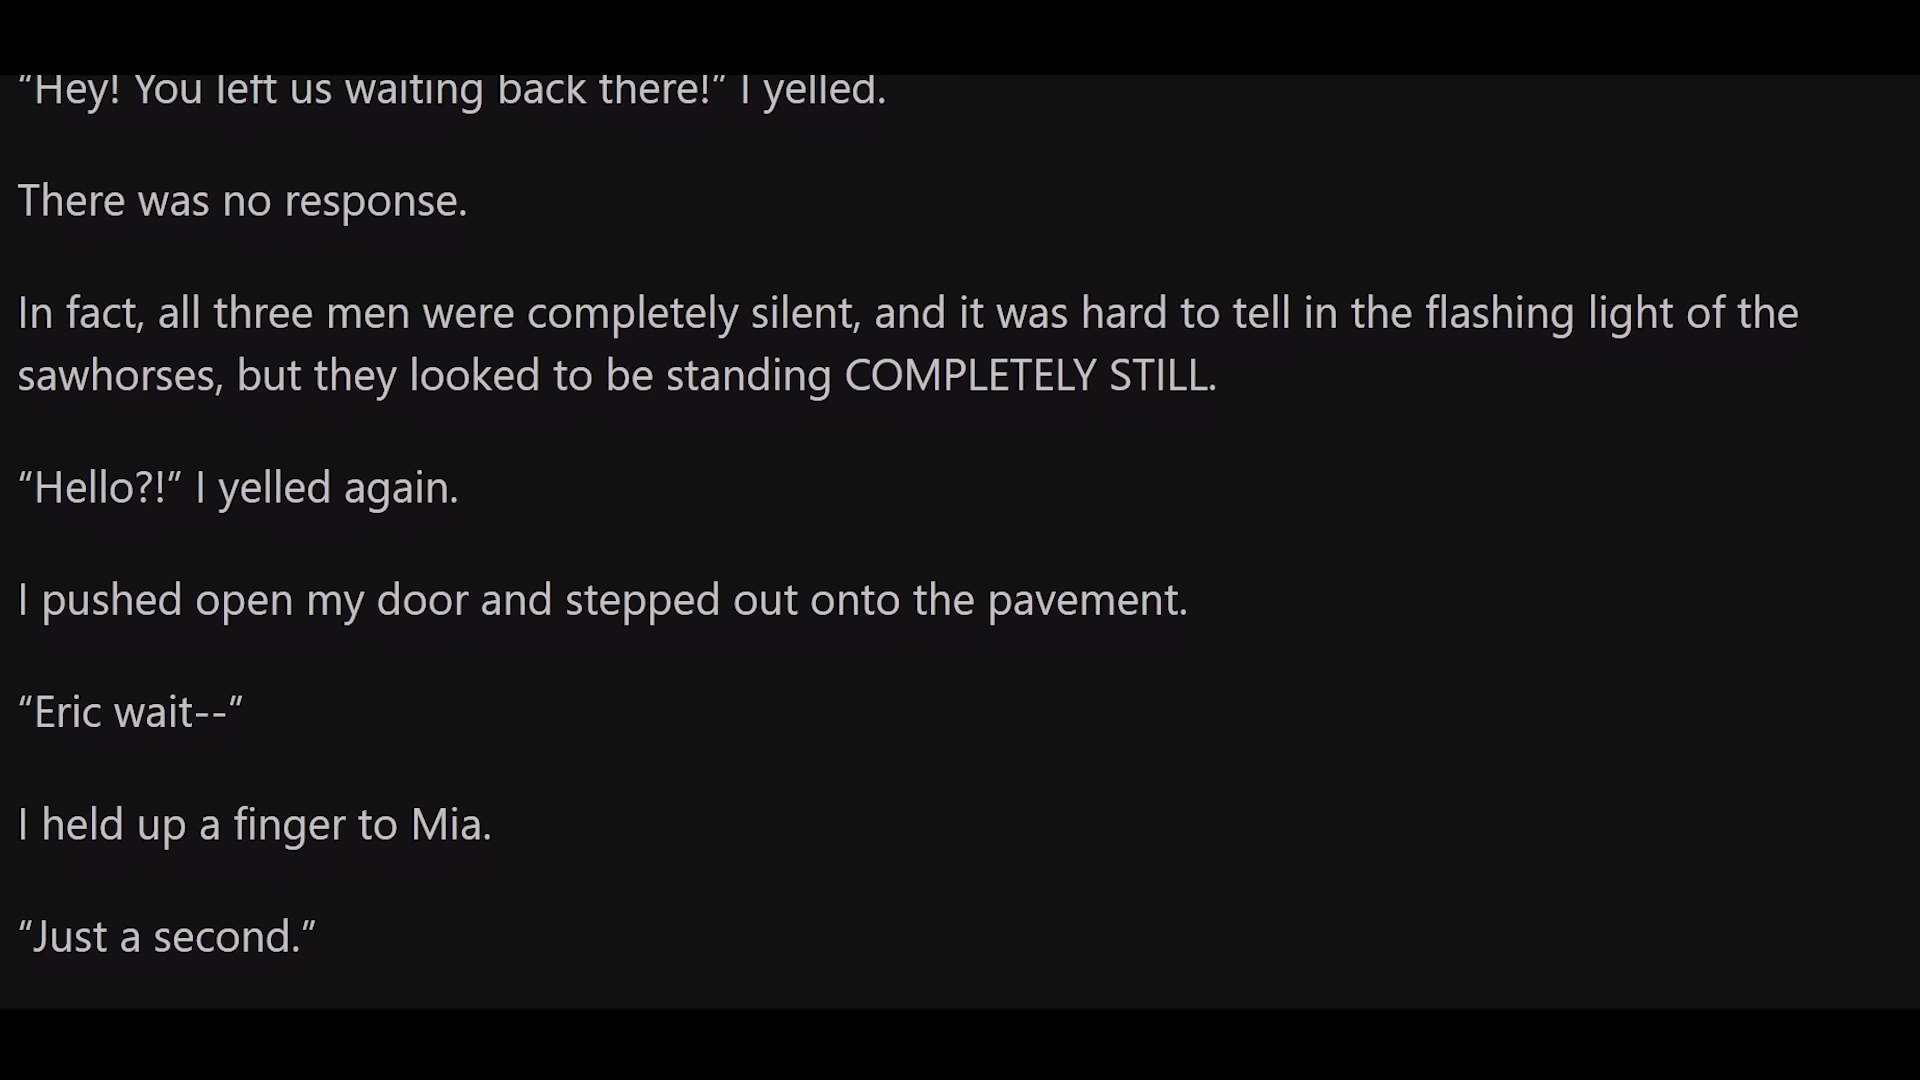 “Hey! You left us waiting back there!” I yelled.
There was no response.
In fact, all three men were completely silent, and it was hard to tell in the flashing light of the
sawhorses, but they looked to be standing COMPLETELY STILL.
“Hello?!” I yelled again.
I pushed open my door and stepped out onto the pavement.
“Eric wait--”
I held up a finger to Mia.
“Just a second.”